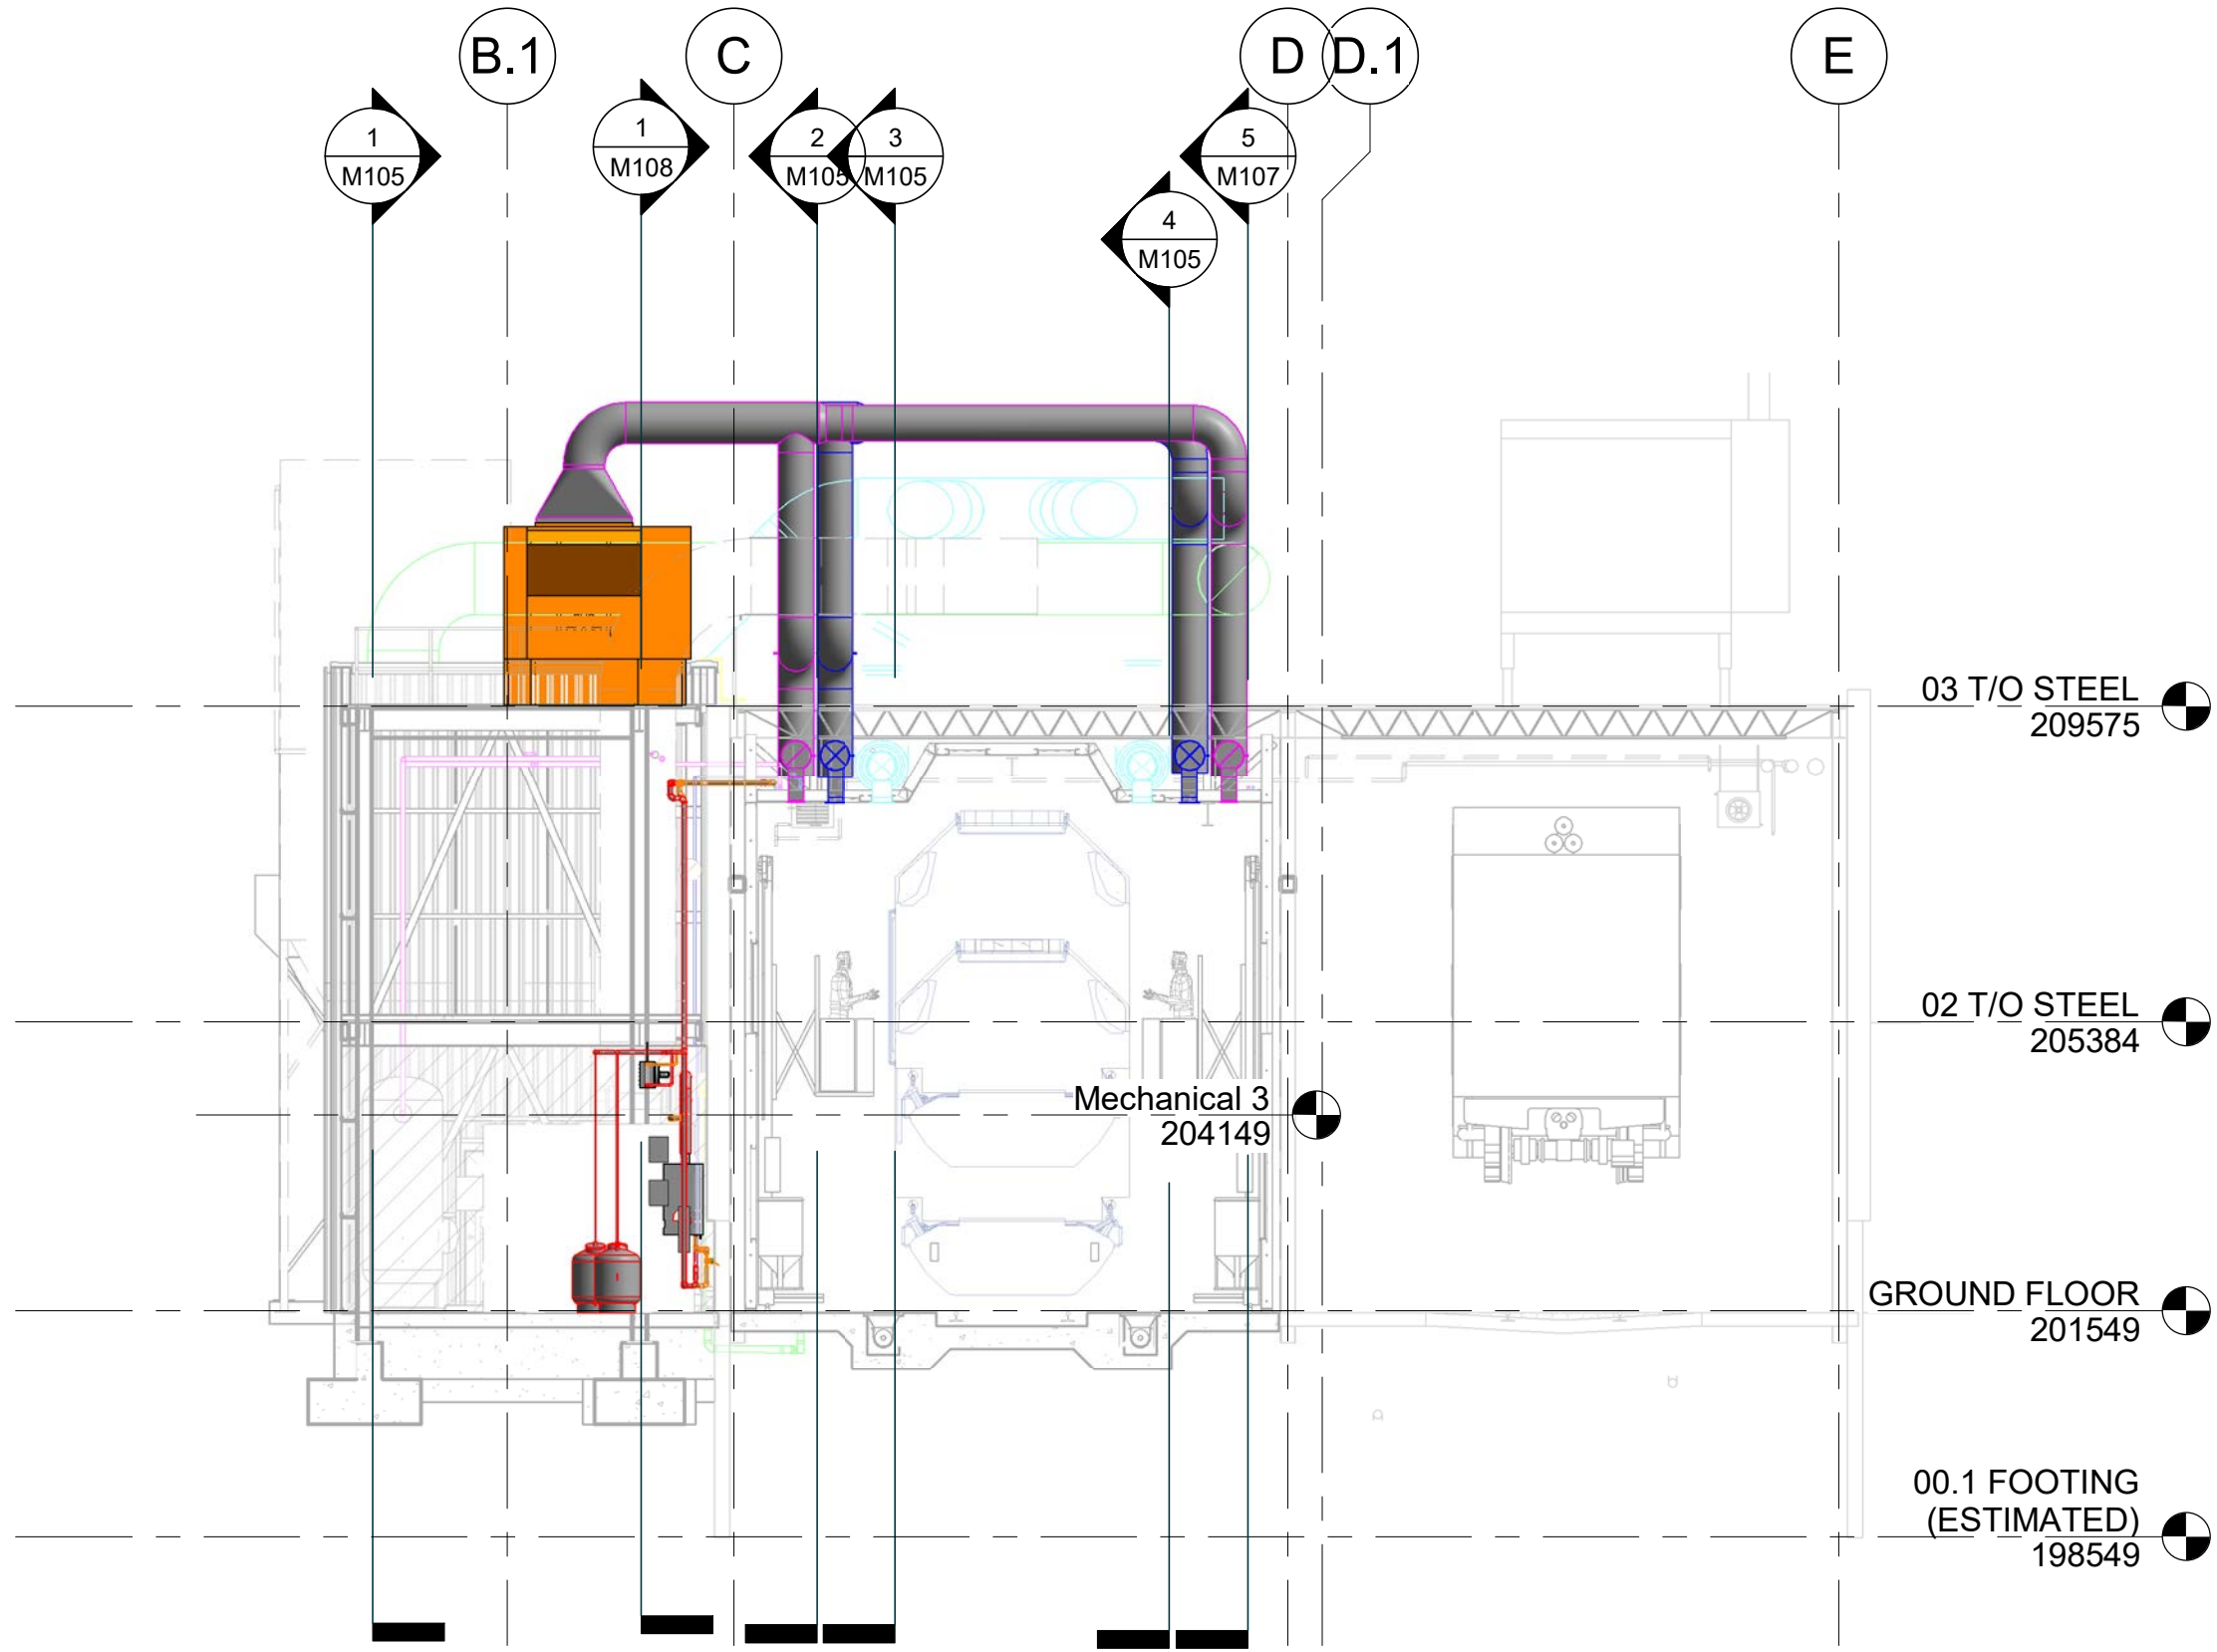 B.1
C
D
D.1
E
1
M105
1
M108
2
M105
3
M105
5
M107
4
M105
03 T/O STEEL
209575
02 T/O STEEL
205384
Mechanical 3
204149
GROUND FLOOR
201549
00.1 FOOTING
(ESTIMATED)
198549